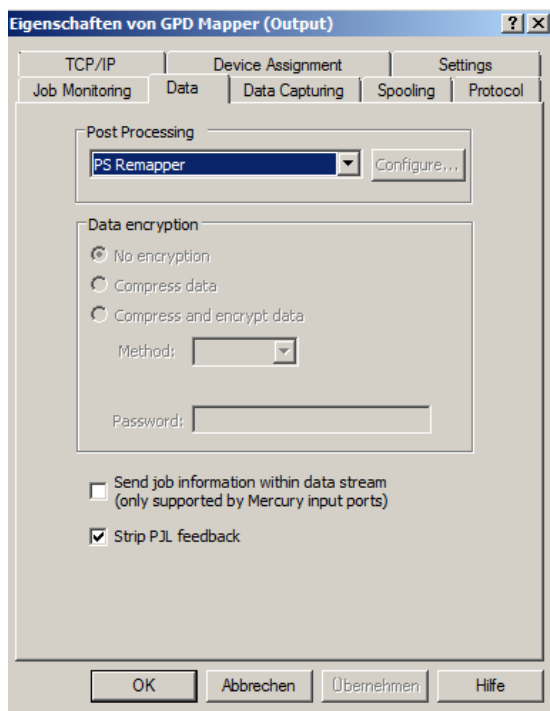 Eigenschaften von GPD Mapper (Output)
TCP/IP Device Assignment Settings
Job Monitoring Data Data Capturing Spooling Protocol
Post Processing
PS Remapper Configure...
Data encryption
No encryption
Compress data
Compress and encrypt data
Method:
Password:
Send job information within data stream
(only supported by Mercury input ports)
Strip PJL feedback
OK Abbrechen Übernehmen Hilfe